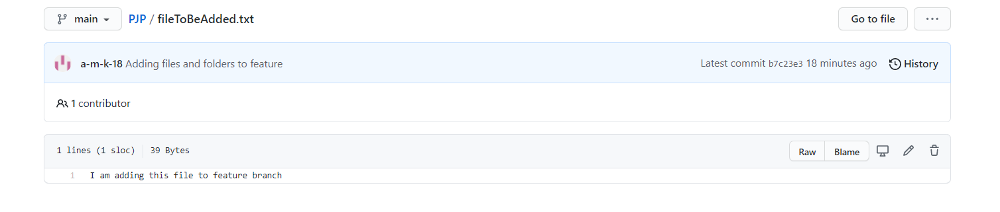 main PJP / fileToBeAdded.txt Go to file ...
a-m-k-18 Adding files and folders to feature Latest commit b7c23e3 18 minutes ago History
1 contributor
1 lines (1 sloc) 39 Bytes Raw Blame
1 I am adding this file to feature branch